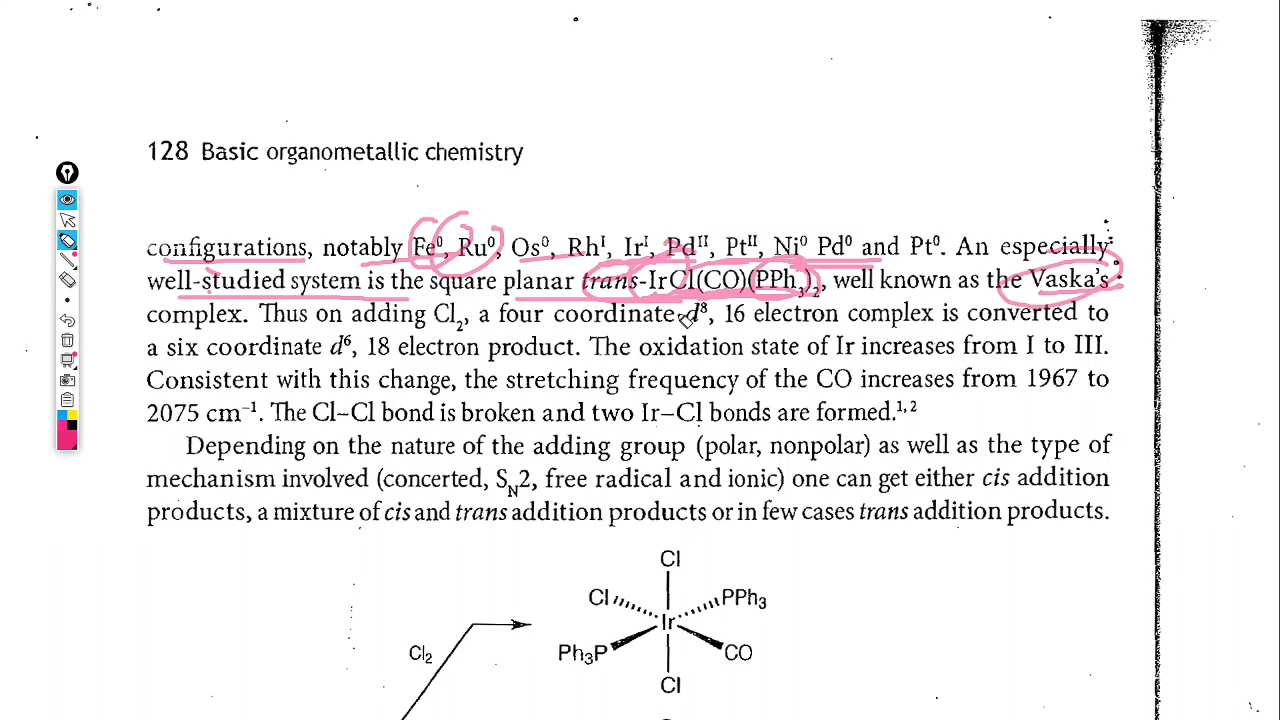 128 Basic organometallic chemistry
configurations, notably Fe⁰, Ru⁰, Os⁰, Rhᴵ, Irᴵ, Pdᴵᴵ, Ptᴵᴵ, Ni⁰ Pd⁰ and Pt⁰. An especially
well-studied system is the square planar trans-IrCl(CO)(PPh₃)₂, well known as the Vaska's
complex. Thus on adding Cl₂, a four coordinate d⁸, 16 electron complex is converted to
a six coordinate d⁶, 18 electron product. The oxidation state of Ir increases from I to III.
Consistent with this change, the stretching frequency of the CO increases from 1967 to
2075 cm⁻¹. The Cl–Cl bond is broken and two Ir–Cl bonds are formed.¹,²
Depending on the nature of the adding group (polar, nonpolar) as well as the type of
mechanism involved (concerted, S_N2, free radical and ionic) one can get either cis addition
products, a mixture of cis and trans addition products or in few cases trans addition products.
Cl
Cl PPh₃
Ir
Cl₂ Ph₃P CO
Cl